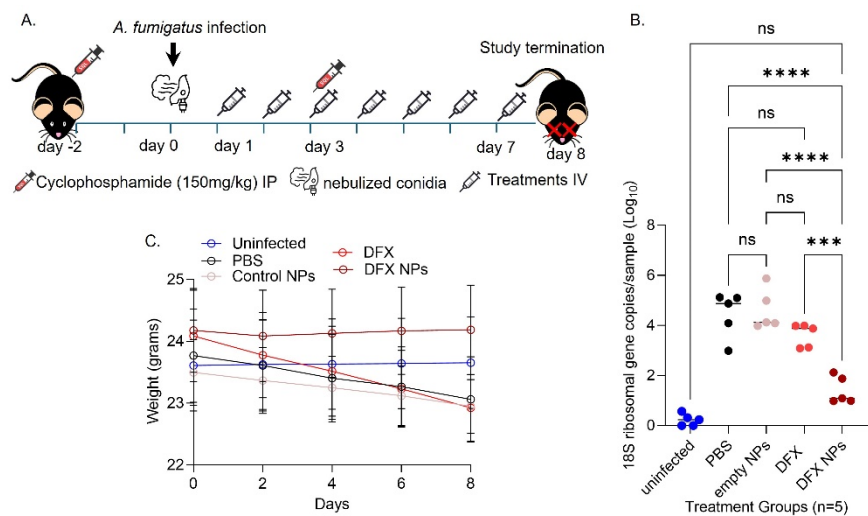 A.
A. fumigatus infection
Study termination
day -2
day 0
day 1
day 3
day 7
day 8
Cyclophosphamide (150mg/kg) IP
nebulized conidia
Treatments IV
B.
ns
****
ns
****
ns
ns
***
18S ribosomal gene copies/sample (Log10)
8
6
4
2
0
uninfected
PBS
empty NPs
DFX
DFX NPs
Treatment Groups (n=5)
C.
Uninfected
PBS
Control NPs
DFX
DFX NPs
Weight (grams)
25
24
23
22
0 2 4 6 8
Days